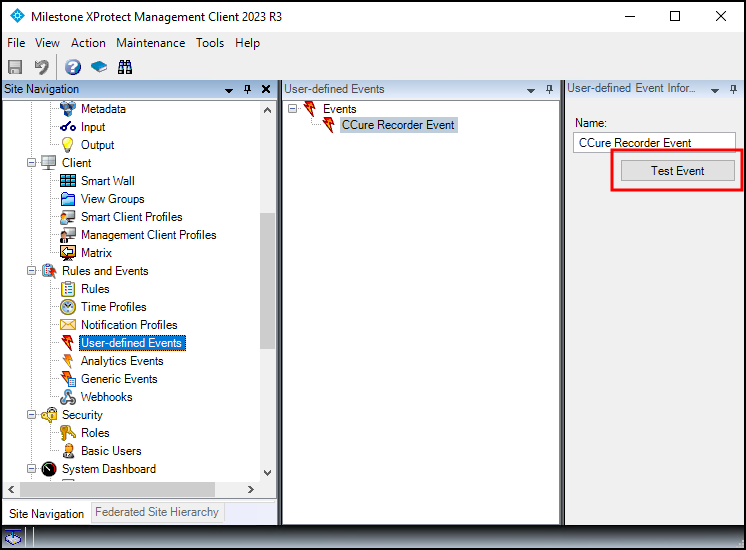 Milestone XProtect Management Client 2023 R3
File View Action Maintenance Tools Help
Site Navigation
Metadata
Input
Output
Client
Smart Wall
View Groups
Smart Client Profiles
Management Client Profiles
Matrix
Rules and Events
Rules
Time Profiles
Notification Profiles
User-defined Events
Analytics Events
Generic Events
Webhooks
Security
Roles
Basic Users
System Dashboard
Site Navigation Federated Site Hierarchy
User-defined Events
Events
CCure Recorder Event
User-defined Event Infor...
Name:
CCure Recorder Event
Test Event